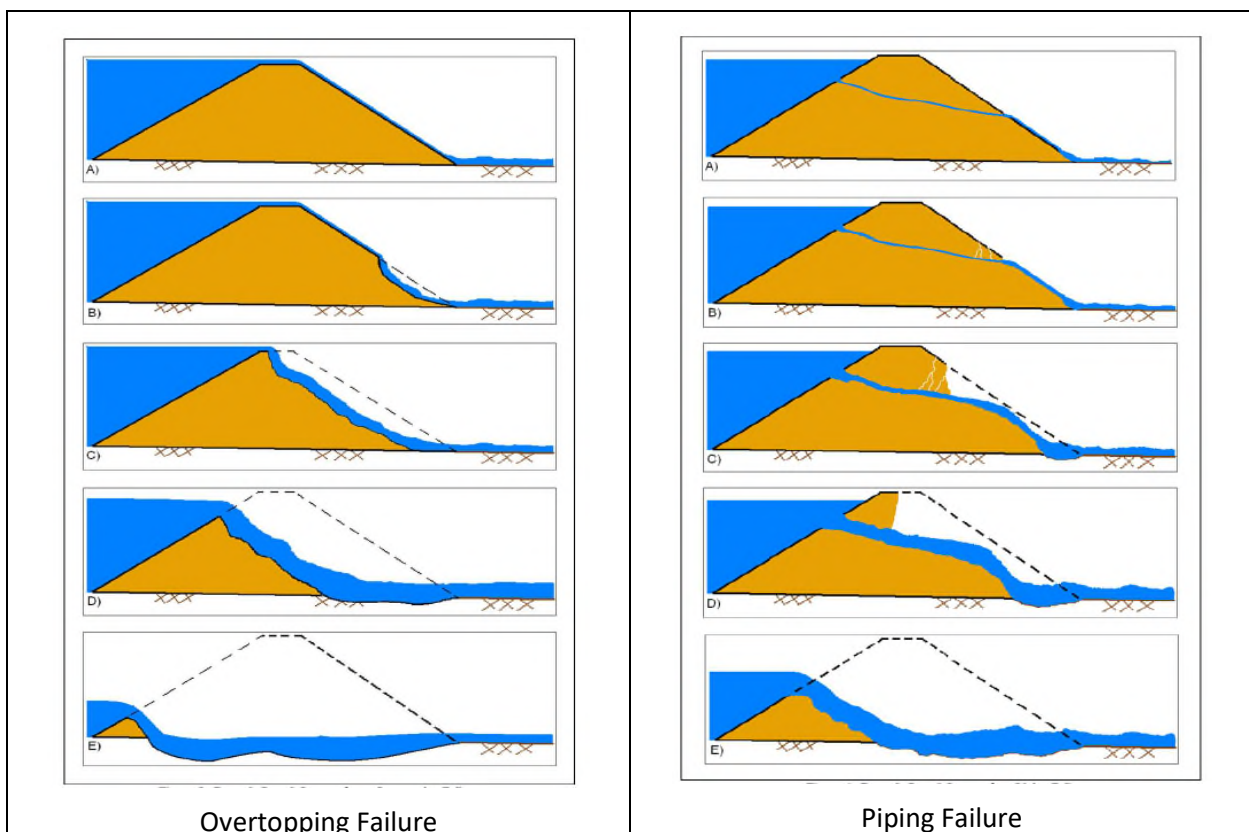 A)
B)
C)
D)
E)
Overtopping Failure
A)
B)
C)
D)
E)
Piping Failure